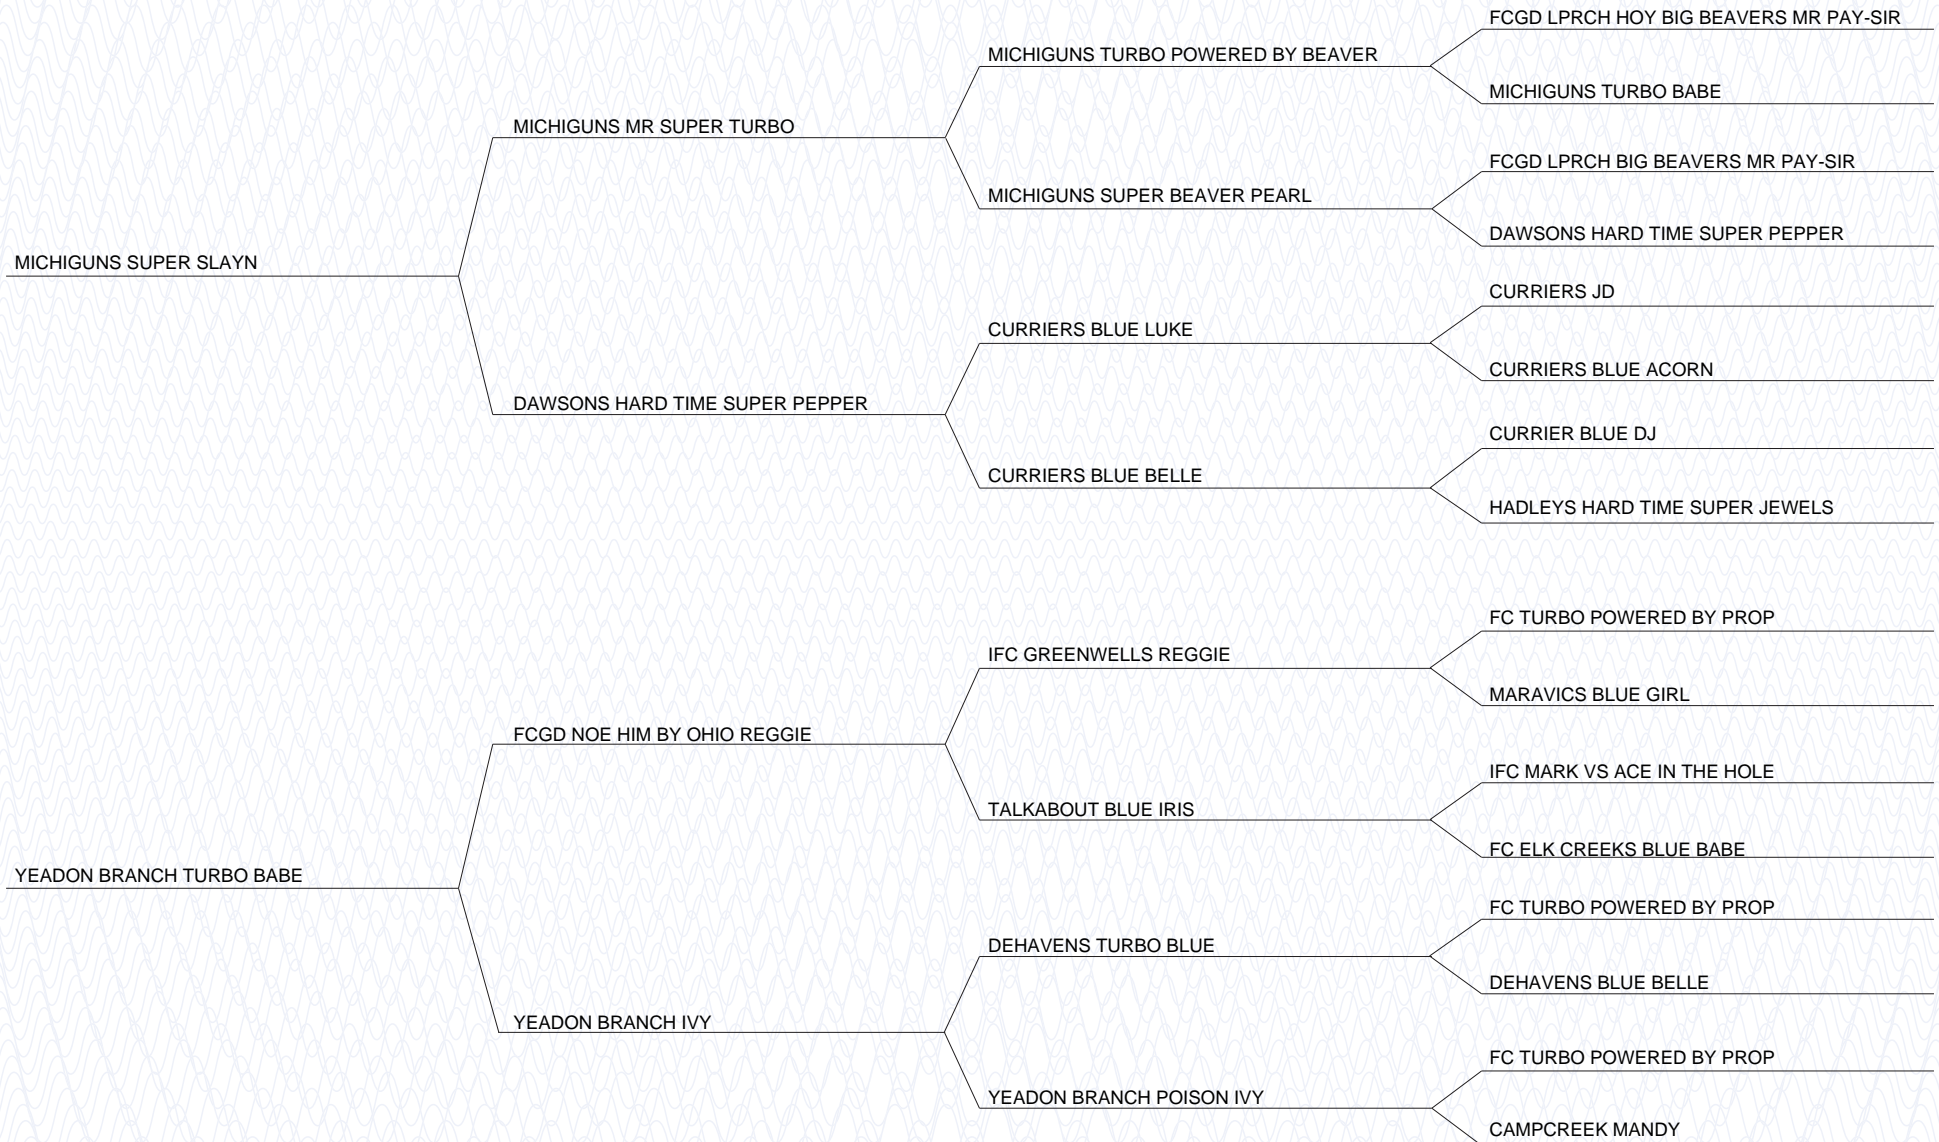 FCGD LPRCH HOY BIG BEAVERS MR PAY-SIR
MICHIGUNS TURBO POWERED BY BEAVER
MICHIGUNS TURBO BABE
MICHIGUNS MR SUPER TURBO
FCGD LPRCH BIG BEAVERS MR PAY-SIR
MICHIGUNS SUPER BEAVER PEARL
DAWSONS HARD TIME SUPER PEPPER
MICHIGUNS SUPER SLAYN
CURRIERS JD
CURRIERS BLUE LUKE
CURRIERS BLUE ACORN
DAWSONS HARD TIME SUPER PEPPER
CURRIER BLUE DJ
CURRIERS BLUE BELLE
HADLEYS HARD TIME SUPER JEWELS
FC TURBO POWERED BY PROP
IFC GREENWELLS REGGIE
MARAVICS BLUE GIRL
FCGD NOE HIM BY OHIO REGGIE
IFC MARK VS ACE IN THE HOLE
TALKABOUT BLUE IRIS
FC ELK CREEKS BLUE BABE
YEADON BRANCH TURBO BABE
FC TURBO POWERED BY PROP
DEHAVENS TURBO BLUE
DEHAVENS BLUE BELLE
YEADON BRANCH IVY
FC TURBO POWERED BY PROP
YEADON BRANCH POISON IVY
CAMPCREEK MANDY